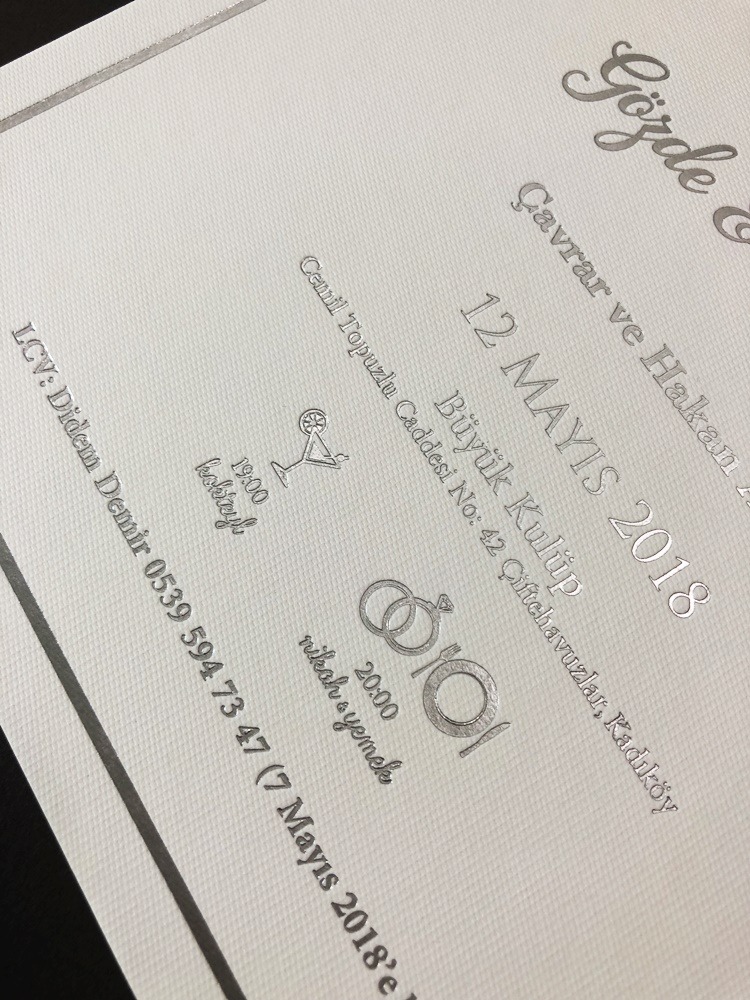 Gözde &
Çavrar ve Hakan
12 MAYIS 2018
Büyük Kulüp
Cemil Topuzlu Caddesi No: 42 Çiftehavuzlar, Kadıköy
19:00
kokteyl
20:00
nikah & yemek
LCV: Didem Demir 0539 594 73 47 (7 Mayıs 2018'e